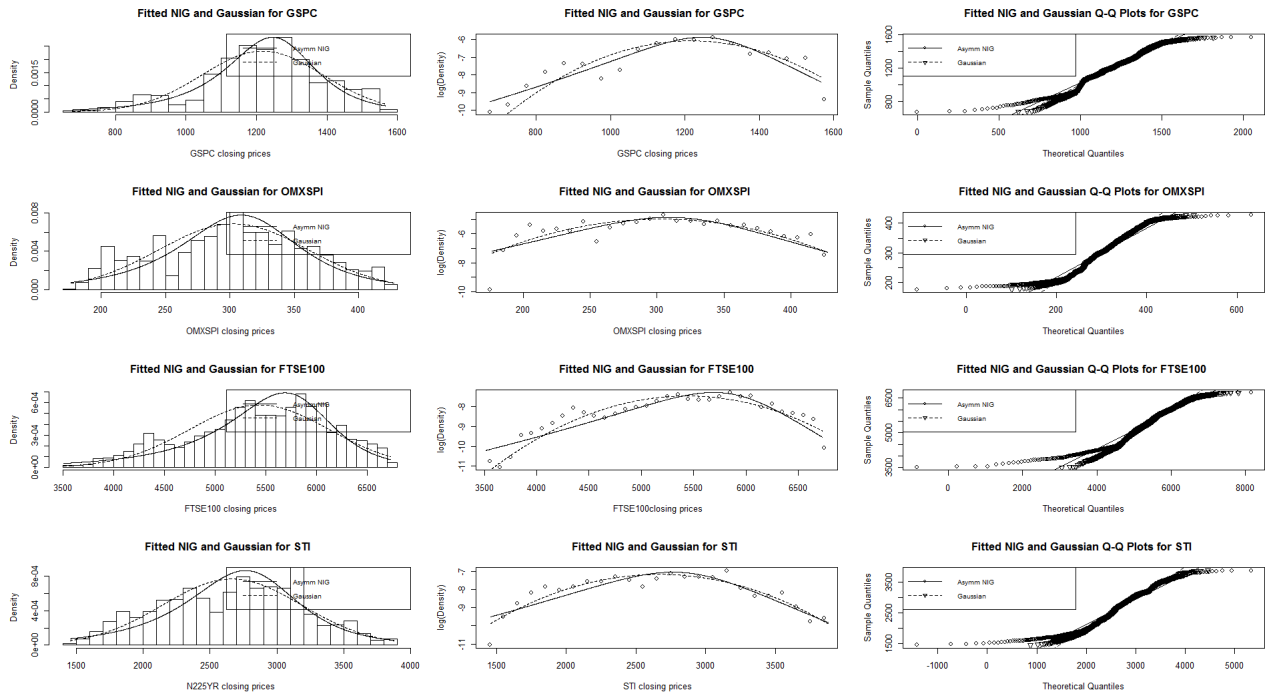 Fitted NIG and Gaussian for GSPC
Density
0.0000
0.0015
Asymm NIG
Gaussian
800
1000
1200
1400
1600
GSPC closing prices
Fitted NIG and Gaussian for GSPC
log(Density)
-10
-9
-8
-7
-6
Asymm NIG
Gaussian
800
1000
1200
1400
1600
GSPC closing prices
Fitted NIG and Gaussian Q-Q Plots for GSPC
Sample Quantiles
800
1200
1600
Asymm NIG
Gaussian
0
500
1000
1500
2000
Theoretical Quantiles
Fitted NIG and Gaussian for OMXSPI
Density
0.000
0.004
0.008
Asymm NIG
Gaussian
200
250
300
350
400
OMXSPI closing prices
Fitted NIG and Gaussian for OMXSPI
log(Density)
-10
-8
-6
200
250
300
350
400
OMXSPI closing prices
Fitted NIG and Gaussian Q-Q Plots for OMXSPI
Sample Quantiles
200
300
400
Asymm NIG
Gaussian
0
200
400
600
Theoretical Quantiles
Fitted NIG and Gaussian for FTSE100
Density
0e+00
3e-04
6e-04
Asymm NIG
Gaussian
3500
4000
4500
5000
5500
6000
6500
FTSE100 closing prices
Fitted NIG and Gaussian for FTSE100
log(Density)
-11
-10
-9
-8
3500
4000
4500
5000
5500
6000
6500
FTSE100closing prices
Fitted NIG and Gaussian Q-Q Plots for FTSE100
Sample Quantiles
3500
5000
6500
Asymm NIG
Gaussian
0
2000
4000
6000
8000
Theoretical Quantiles
Fitted NIG and Gaussian for STI
Density
0e+00
4e-04
8e-04
Asymm NIG
Gaussian
1500
2000
2500
3000
3500
4000
N225YR closing prices
Fitted NIG and Gaussian for STI
log(Density)
-11
-9
-8
-7
1500
2000
2500
3000
3500
STI closing prices
Fitted NIG and Gaussian Q-Q Plots for STI
Sample Quantiles
1500
2500
3500
Asymm NIG
Gaussian
-1000
0
1000
2000
3000
4000
5000
Theoretical Quantiles